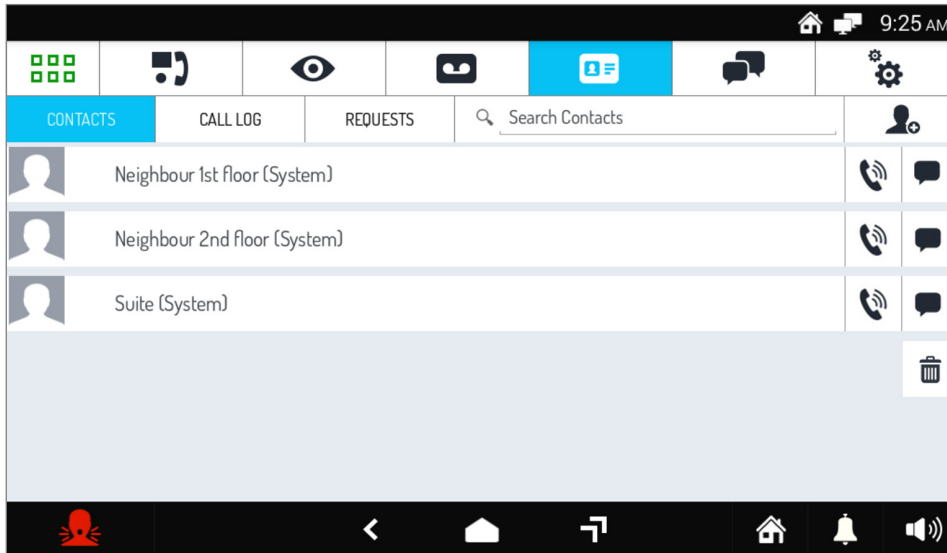 9:25 AM
CONTACTS CALL LOG REQUESTS Search Contacts
Neighbour 1st floor (System)
Neighbour 2nd floor (System)
Suite (System)